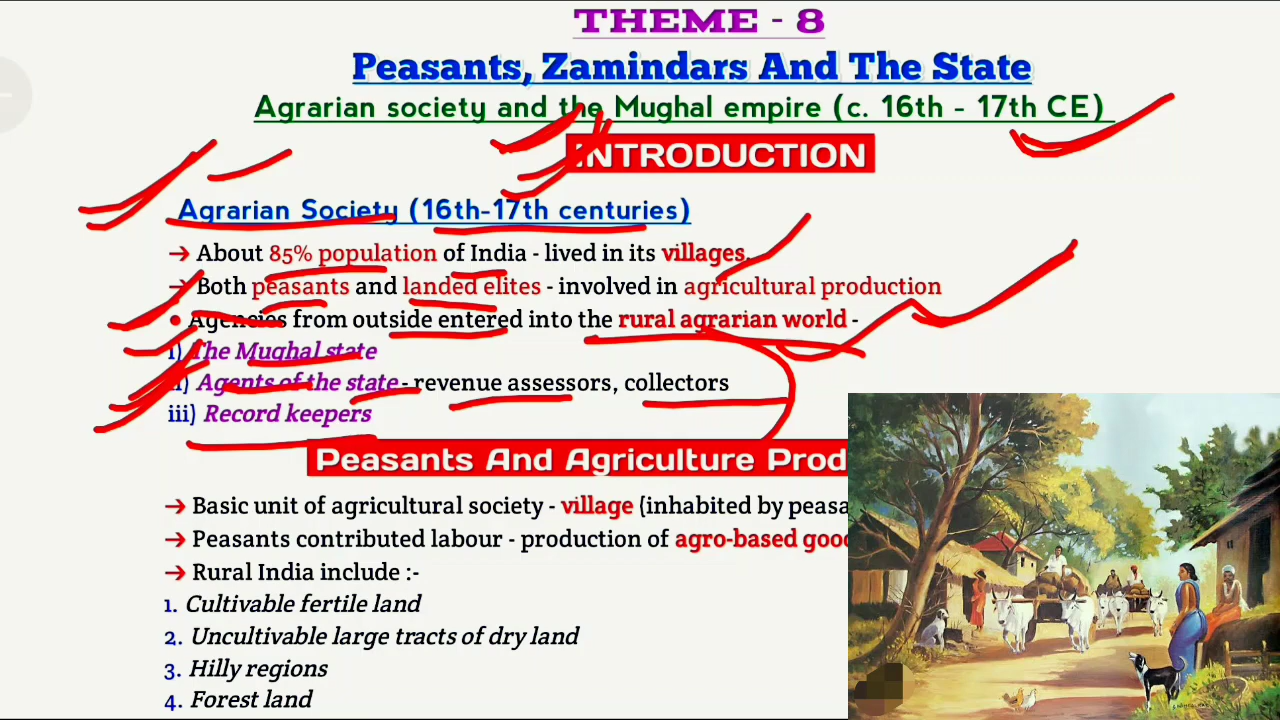 THEME - 8
Peasants, Zamindars And The State
Agrarian society and the Mughal empire (c. 16th - 17th CE)
INTRODUCTION
Agrarian Society (16th-17th centuries)
→ About 85% population of India - lived in its villages.
→ Both peasants and landed elites - involved in agricultural production
• Agencies from outside entered into the rural agrarian world -
i) The Mughal state
ii) Agents of the state - revenue assessors, collectors
iii) Record keepers
Peasants And Agriculture Prod
→ Basic unit of agricultural society - village (inhabited by peasa
→ Peasants contributed labour - production of agro-based goo
→ Rural India include :-
1. Cultivable fertile land
2. Uncultivable large tracts of dry land
3. Hilly regions
4. Forest land